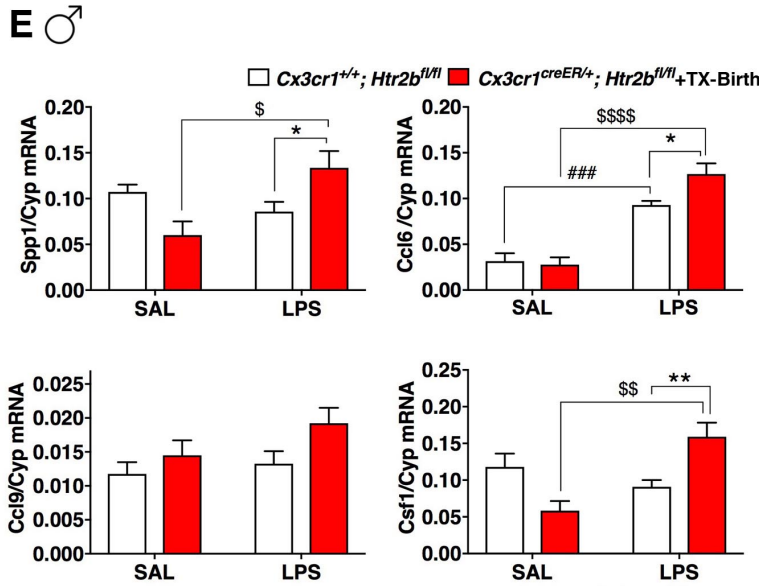 E ♂
Cx3cr1+/+; Htr2bfl/fl Cx3cr1creER/+; Htr2bfl/fl+TX-Birth
Spp1/Cyp mRNA
0.20
0.15
0.10
0.05
0.00
$
*
SAL LPS
Ccl6 /Cyp mRNA
0.20
0.15
0.10
0.05
0.00
$$$$
*
###
SAL LPS
Ccl9/Cyp mRNA
0.025
0.020
0.015
0.010
0.005
0.000
SAL LPS
Csf1/Cyp mRNA
0.25
0.20
0.15
0.10
0.05
0.00
$$ **
SAL LPS